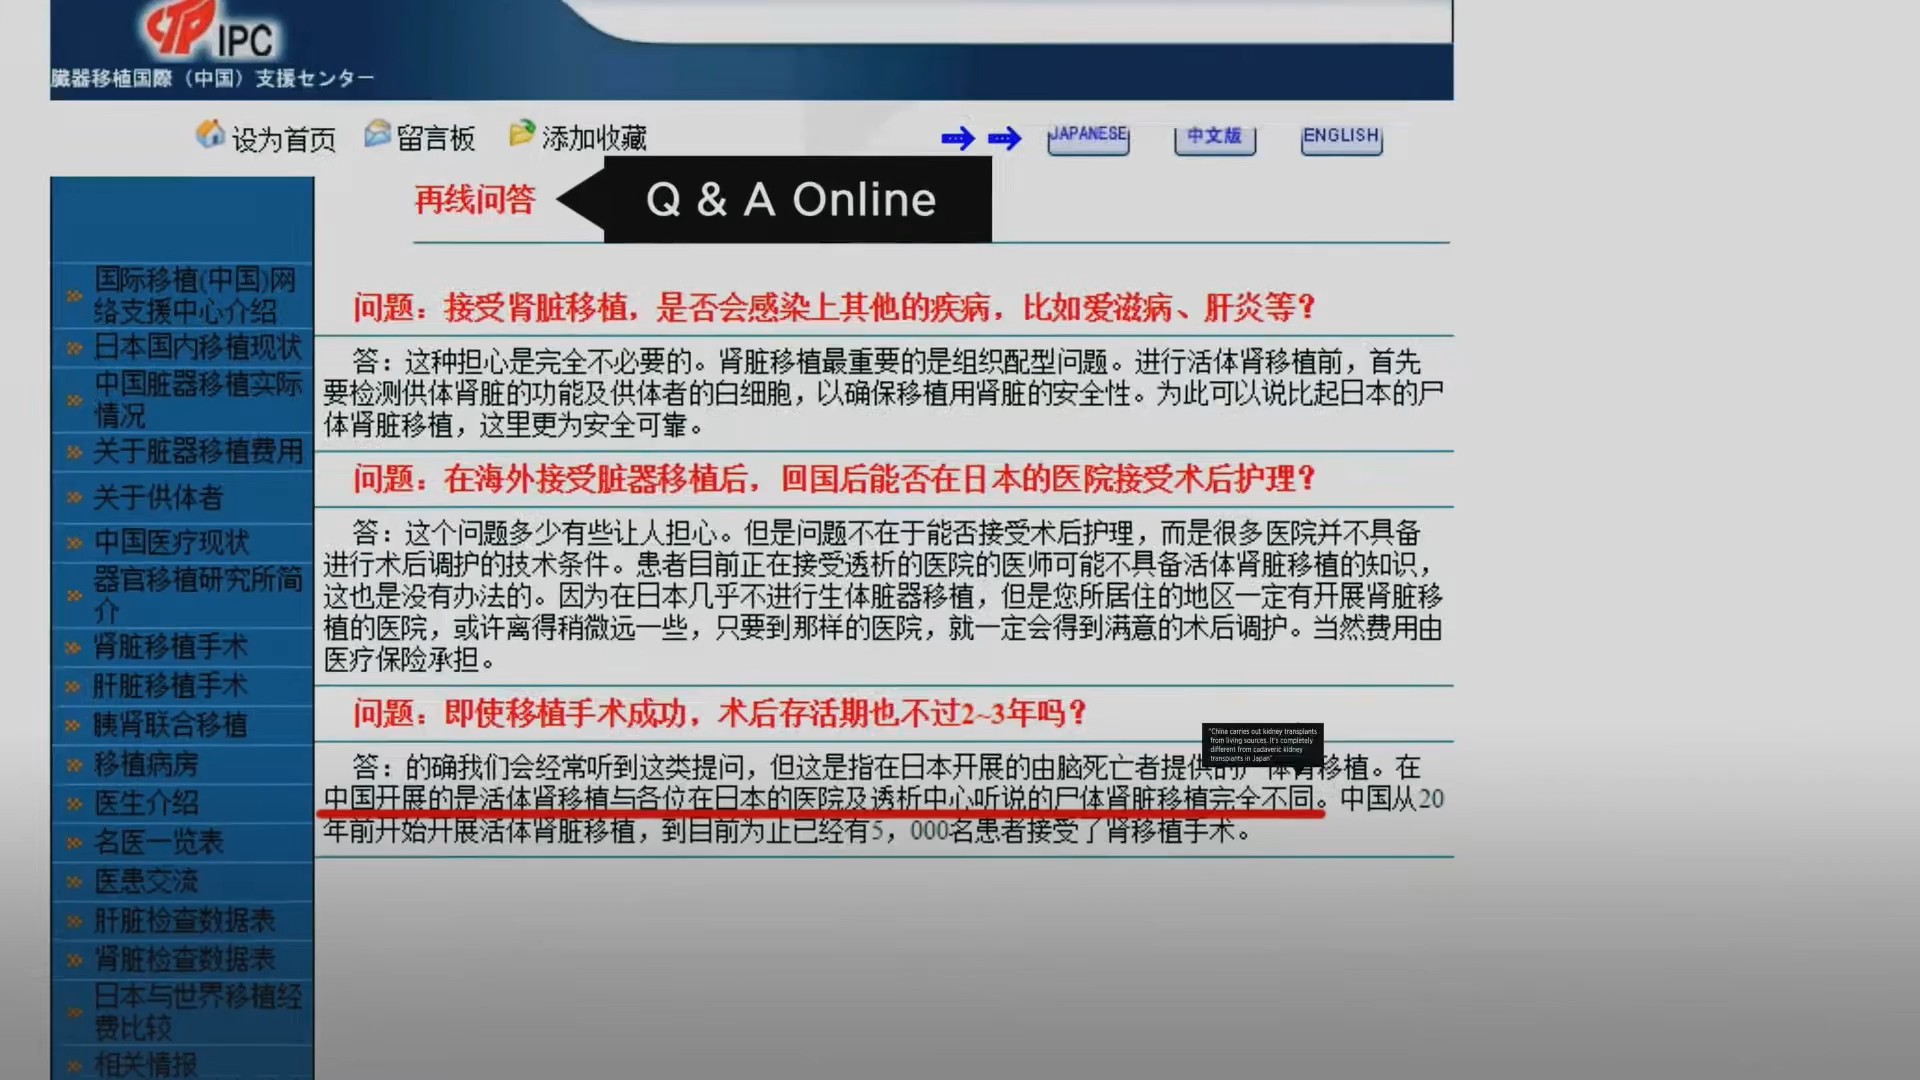 CTP IPC
臓器移植国際（中国）支援センター
设为首页
留言板
添加收藏
JAPANESE
中文版
ENGLISH
再线问答
Q & A Online
国际移植(中国)网
络支援中心介绍
日本国内移植现状
中国脏器移植实际
情况
关于脏器移植费用
关于供体者
中国医疗现状
器官移植研究所简
介
肾脏移植手术
肝脏移植手术
胰肾联合移植
移植病房
医生介绍
名医一览表
医患交流
肝脏检查数据表
肾脏检查数据表
日本与世界移植经
费比较
相关情报
问题：接受肾脏移植，是否会感染上其他的疾病，比如爱滋病、肝炎等？
答：这种担心是完全不必要的。肾脏移植最重要的是组织配型问题。进行活体肾移植前，首先
要检测供体肾脏的功能及供体者的白细胞，以确保移植用肾脏的安全性。为此可以说比起日本的尸
体肾脏移植，这里更为安全可靠。
问题：在海外接受脏器移植后，回国后能否在日本的医院接受术后护理？
答：这个问题多少有些让人担心。但是问题不在于能否接受术后护理，而是很多医院并不具备
进行术后调护的技术条件。患者目前正在接受透析的医院的医师可能不具备活体肾脏移植的知识，
这也是没有办法的。因为在日本几乎不进行生体脏器移植，但是您所居住的地区一定有开展肾脏移
植的医院，或许离得稍微远一些，只要到那样的医院，就一定会得到满意的术后调护。当然费用由
医疗保险承担。
问题：即使移植手术成功，术后存活期也不过2~3年吗？
"China carries out kidney transplants
from living sources. It's completely
different from cadaveric kidney
transplants in Japan"
答：的确我们会经常听到这类提问，但这是指在日本开展的由脑死亡者提供的尸体肾移植。在
中国开展的是活体肾移植与各位在日本的医院及透析中心听说的尸体肾脏移植完全不同。中国从20
年前开始开展活体肾脏移植，到目前为止已经有5，000名患者接受了肾移植手术。